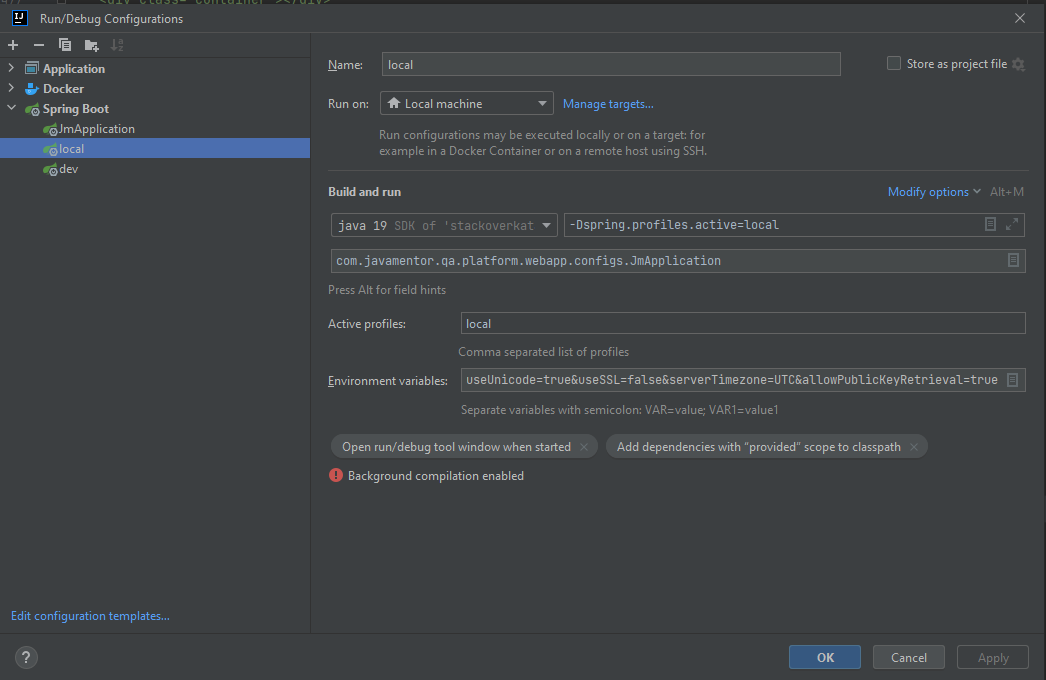 <div class="container"></div>
Run/Debug Configurations
Application
Docker
Spring Boot
JmApplication
local
dev
Edit configuration templates...
Name: local
Store as project file
Run on: Local machine Manage targets...
Run configurations may be executed locally or on a target: for
example in a Docker Container or on a remote host using SSH.
Build and run Modify options Alt+M
java 19 SDK of 'stackoverkat -Dspring.profiles.active=local
com.javamentor.qa.platform.webapp.configs.JmApplication
Press Alt for field hints
Active profiles: local
Comma separated list of profiles
Environment variables: useUnicode=true&useSSL=false&serverTimezone=UTC&allowPublicKeyRetrieval=true
Separate variables with semicolon: VAR=value; VAR1=value1
Open run/debug tool window when started Add dependencies with “provided” scope to classpath
Background compilation enabled
? OK Cancel Apply